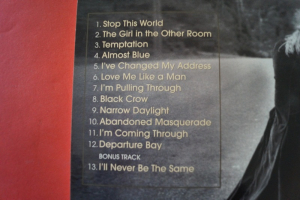 1. Stop This World
2. The Girl in the Other Room
3. Temptation
4. Almost Blue
5. I've Changed My Address
6. Love Me Like a Man
7. I'm Pulling Through
8. Black Crow
9. Narrow Daylight
10. Abandoned Masquerade
11. I'm Coming Through
12. Departure Bay
BONUS TRACK
13. I'll Never Be The Same